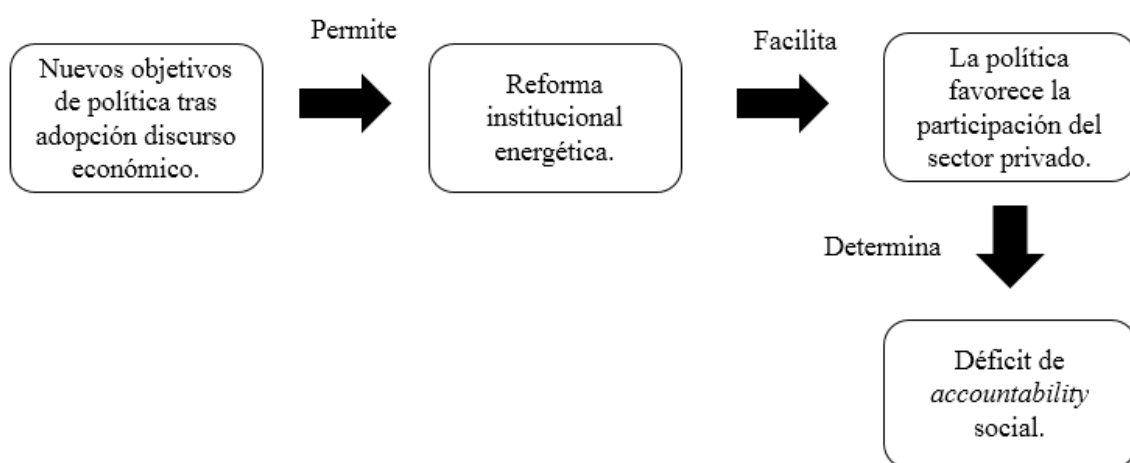 Nuevos objetivos
de política tras
adopción discurso
económico.
Permite
Reforma
institucional
energética.
Facilita
La política
favorece la
participación del
sector privado.
Determina
Déficit de
accountability
social.